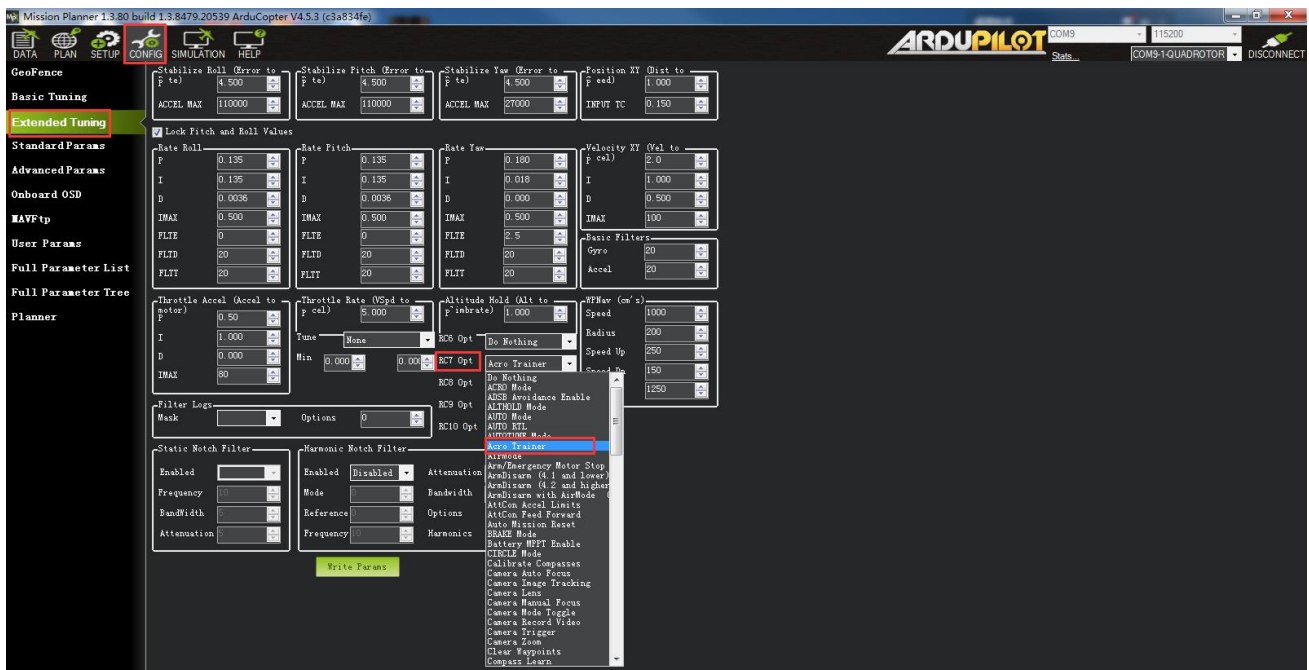 Mission Planner 1.3.80 build 1.3.8479.20539 ArduCopter V4.5.3 (c3a834fe)
DATA PLAN SETUP CONFIG SIMULATION HELP
ARDUPILOT COM9 115200
Stats... COM9-1-QUADROTOR DISCONNECT
GeoFence
Basic Tuning
Extended Tuning
Standard Params
Advanced Params
Onboard OSD
MAVFtp
User Params
Full Parameter List
Full Parameter Tree
Planner
Stabilize Roll (Error to
p te) 4.500
ACCEL MAX 110000
Stabilize Pitch (Error to
p te) 4.500
ACCEL MAX 110000
Stabilize Yaw (Error to
p te) 4.500
ACCEL MAX 27000
Position XY (Dist to
p eed) 1.000
INPUT TC 0.150
Lock Pitch and Roll Values
Rate Roll
P 0.135
I 0.135
D 0.0036
IMAX 0.500
FLTE 0
FLTD 20
FLTT 20
Rate Pitch
P 0.135
I 0.135
D 0.0036
IMAX 0.500
FLTE 0
FLTD 20
FLTT 20
Rate Yaw
P 0.180
I 0.018
D 0.000
IMAX 0.500
FLTE 2.5
FLTD 20
FLTT 20
Velocity XY (Vel to
p cel) 2.0
I 1.000
D 0.500
IMAX 100
Basic Filters
Gyro 20
Accel 20
Throttle Accel (Accel to
motor)
P 0.50
I 1.000
D 0.000
IMAX 80
Throttle Rate (VSpd to
p cel) 5.000
Tune None
Min 0.000 0.00
Altitude Hold (Alt to
p imbrate) 1.000
RC6 Opt Do Nothing
RC7 Opt Acro Trainer
RC8 Opt
RC9 Opt
RC10 Opt
WPNav (cm's)
Speed 1000
Radius 200
Speed Up 250
Speed Dn 150
1250
Do Nothing
ACRO Mode
ADSB Avoidance Enable
ALTHOLD Mode
AUTO Mode
AUTO RTL
AUTOTUNE Mode
Acro Trainer
Airmode
Arm/Emergency Motor Stop
ArmDisarm (4.1 and lower)
ArmDisarm (4.2 and higher
ArmDisarm with AirMode (
AttCon Accel Limits
AttCon Feed Forward
Auto Mission Reset
BRAKE Mode
Battery MPPT Enable
CIRCLE Mode
Calibrate Compasses
Camera Auto Focus
Camera Image Tracking
Camera Lens
Camera Manual Focus
Camera Mode Toggle
Camera Record Video
Camera Trigger
Camera Zoom
Clear Waypoints
Compass Learn
Filter Logs
Mask Options 0
Static Notch Filter
Enabled
Frequency 10
BandWidth 5
Attenuation 5
Harmonic Notch Filter
Enabled Disabled Attenuation
Mode 0 Bandwidth
Reference 0 Options
Frequency 10 Harmonics
Write Params